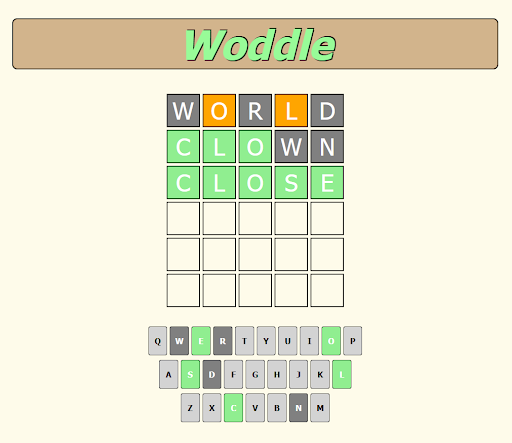 Woddle
W O R L D
C L O W N
C L O S E
Q W E R T Y U I O P
A S D F G H J K L
Z X C V B N M